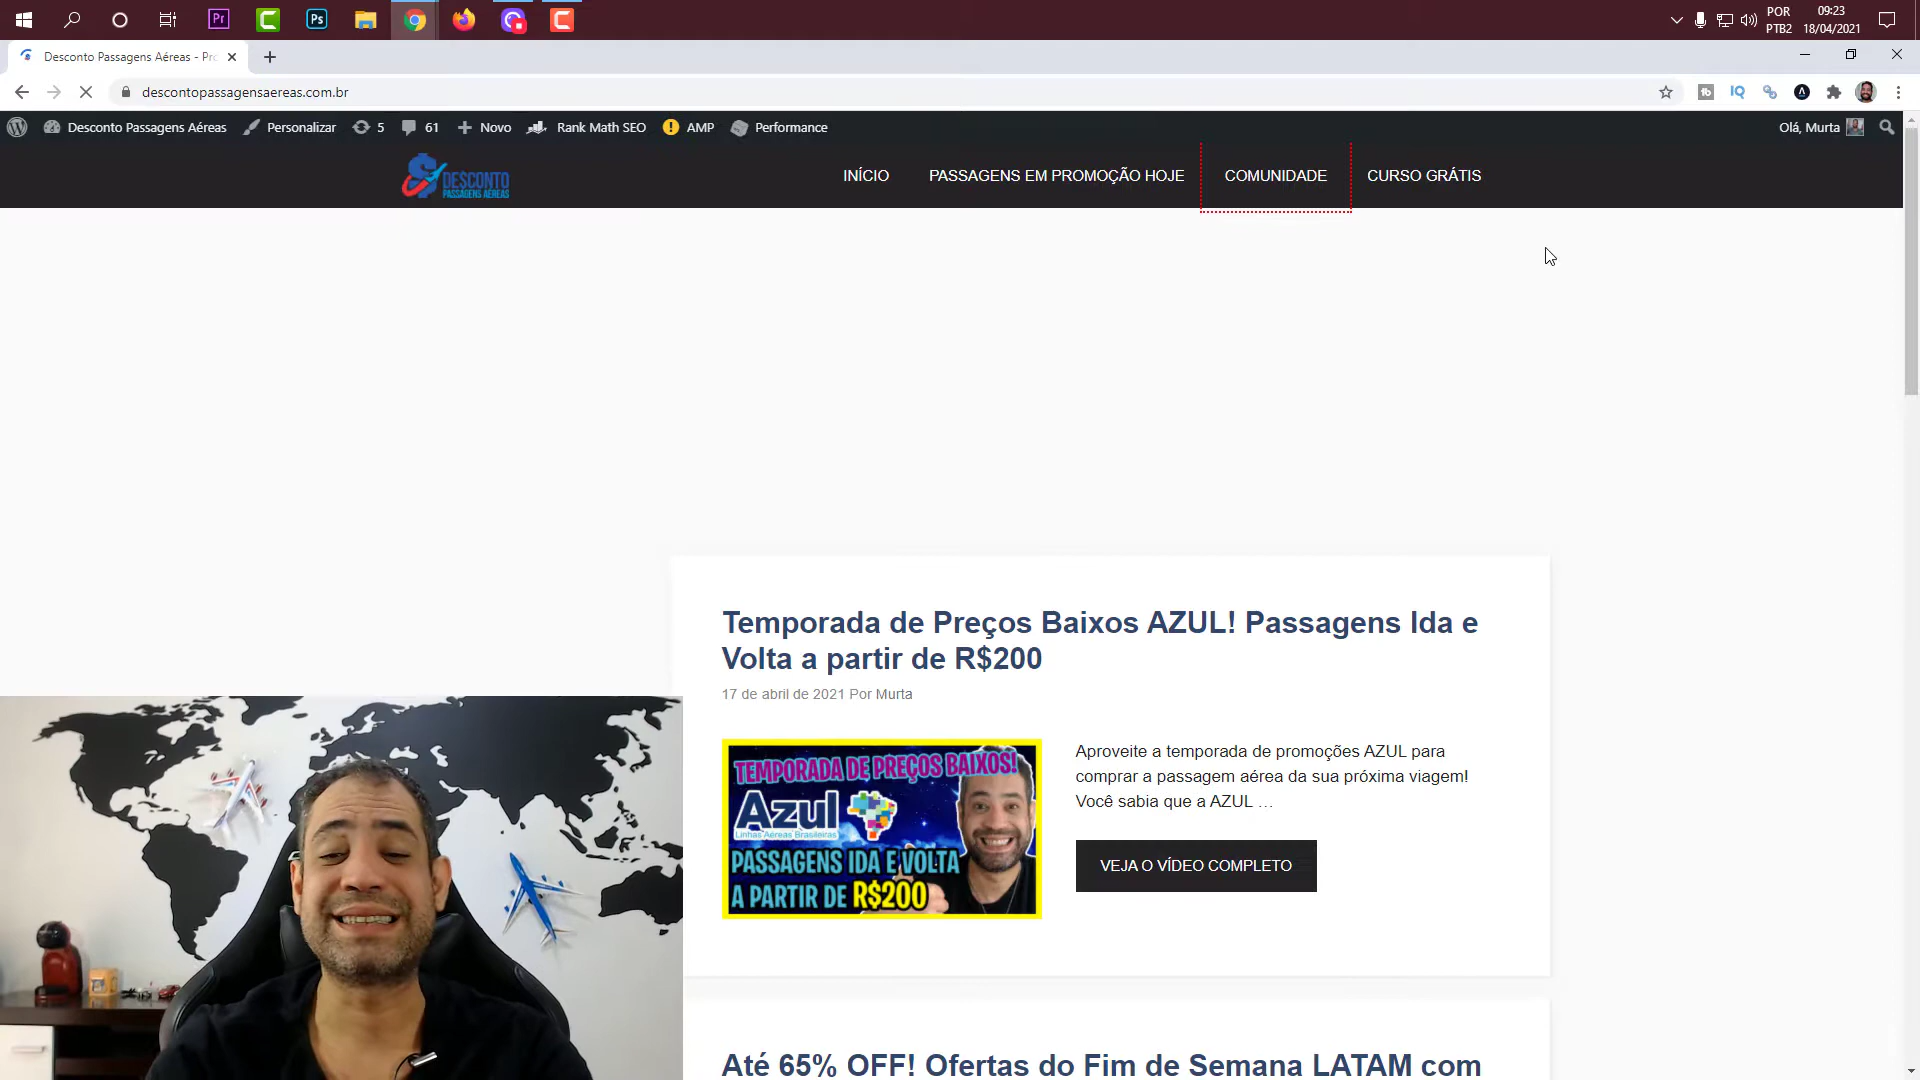 Pr
Ps
POR
PTB2
09:23
18/04/2021
Desconto Passagens Aéreas - Pro
descontopassagensaereas.com.br
IQ
Desconto Passagens Aéreas
Personalizar
5
61
Novo
Rank Math SEO
AMP
Performance
Olá, Murta
DESCONTO
PASSAGENS AÉREAS
INÍCIO
PASSAGENS EM PROMOÇÃO HOJE
COMUNIDADE
CURSO GRÁTIS
Temporada de Preços Baixos AZUL! Passagens Ida e
Volta a partir de R$200
17 de abril de 2021 Por Murta
TEMPORADA DE PREÇOS BAIXOS!
Azul
Linhas Aéreas Brasileiras
PASSAGENS IDA E VOLTA
A PARTIR DE R$200
Aproveite a temporada de promoções AZUL para
comprar a passagem aérea da sua próxima viagem!
Você sabia que a AZUL …
VEJA O VÍDEO COMPLETO
Até 65% OFF! Ofertas do Fim de Semana LATAM com